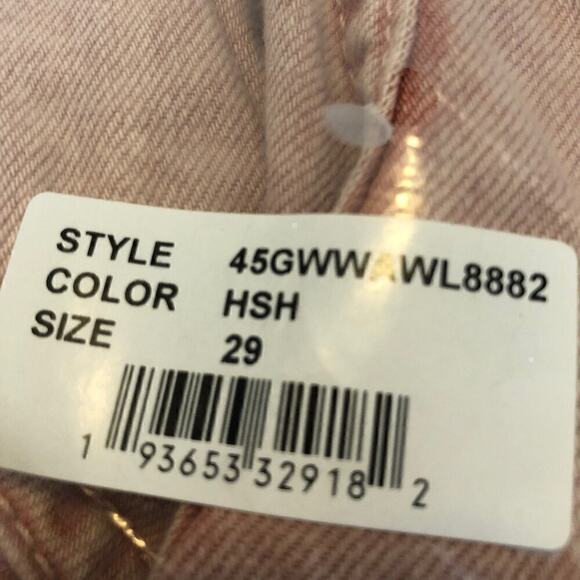 STYLE 45GWWAWL8882
COLOR HSH
SIZE 29
1 93653 32918 2